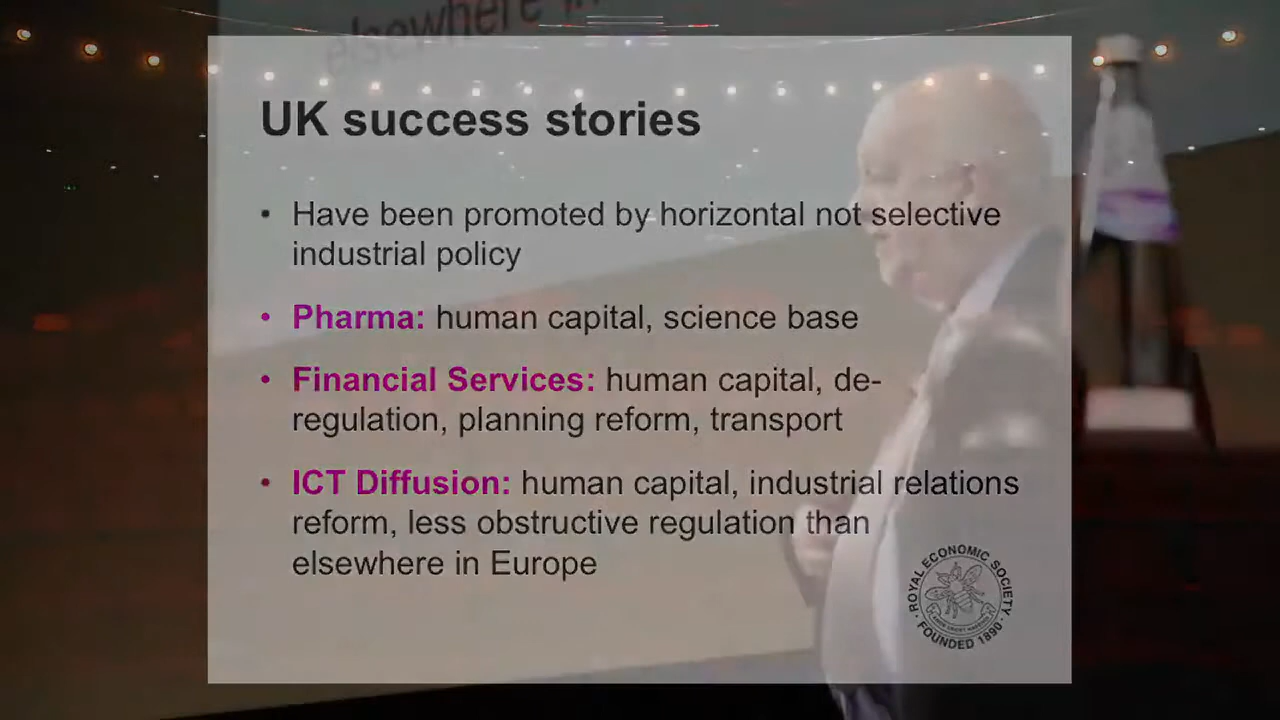 elsewhere in
UK success stories
• Have been promoted by horizontal not selective
industrial policy
• Pharma: human capital, science base
• Financial Services: human capital, de-
regulation, planning reform, transport
• ICT Diffusion: human capital, industrial relations
reform, less obstructive regulation than
elsewhere in Europe
ROYAL ECONOMIC SOCIETY
FOUNDED 1890